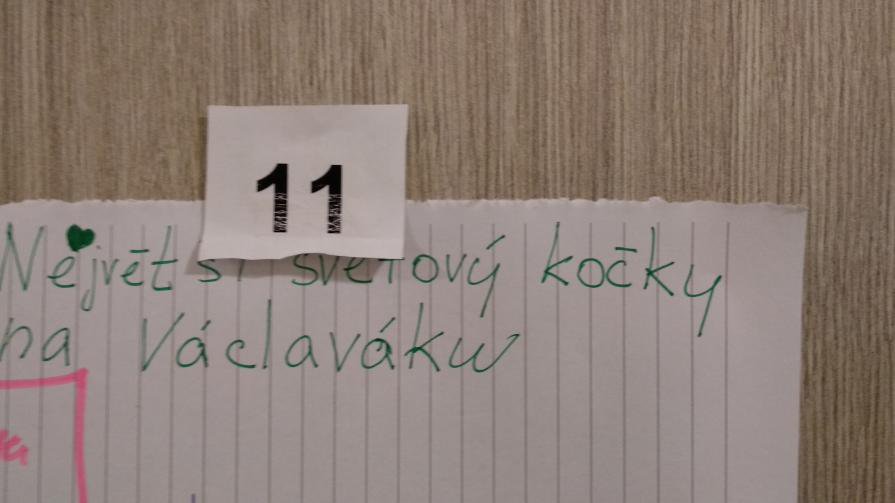 11
Největší světový kočky
na Václaváku